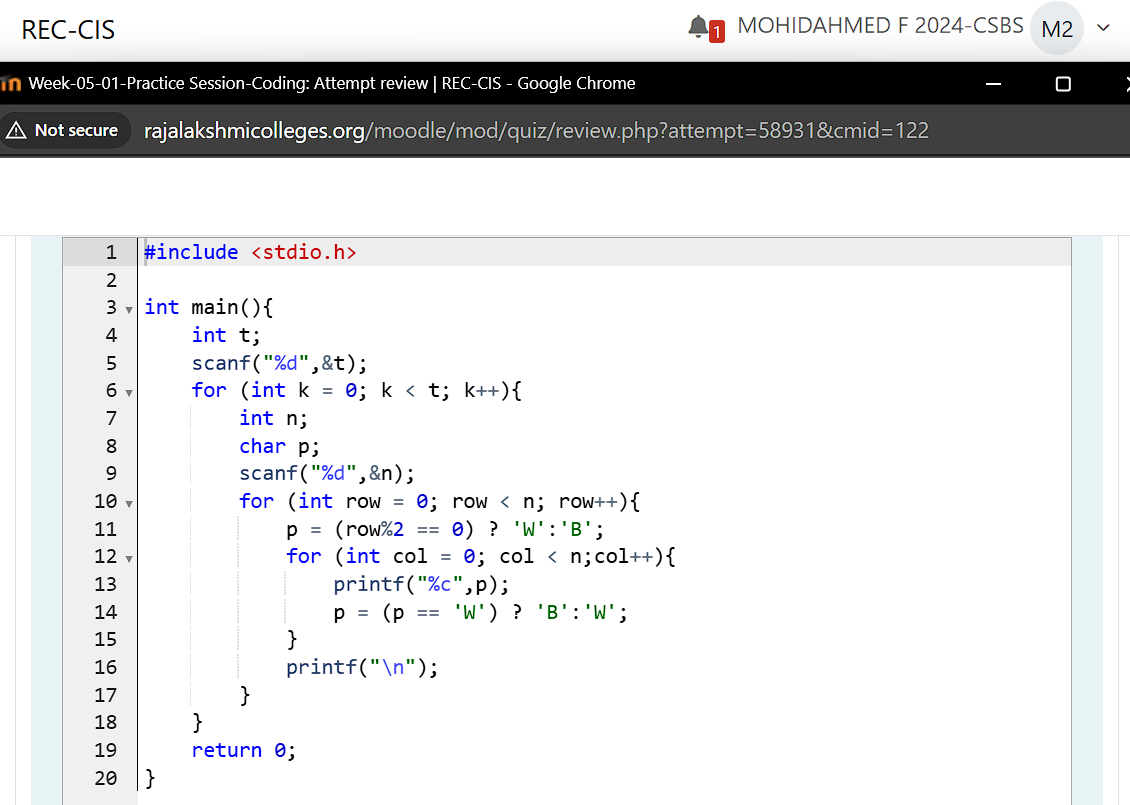 REC-CIS
1 MOHIDAHMED F 2024-CSBS M2
Week-05-01-Practice Session-Coding: Attempt review | REC-CIS - Google Chrome
Not secure rajalakshmicolleges.org/moodle/mod/quiz/review.php?attempt=58931&cmid=122
1 #include <stdio.h>
2
3 int main(){
4     int t;
5     scanf("%d",&t);
6     for (int k = 0; k < t; k++){
7         int n;
8         char p;
9         scanf("%d",&n);
10         for (int row = 0; row < n; row++){
11             p = (row%2 == 0) ? 'W':'B';
12             for (int col = 0; col < n;col++){
13                 printf("%c",p);
14                 p = (p == 'W') ? 'B':'W';
15             }
16             printf("\n");
17         }
18     }
19     return 0;
20 }